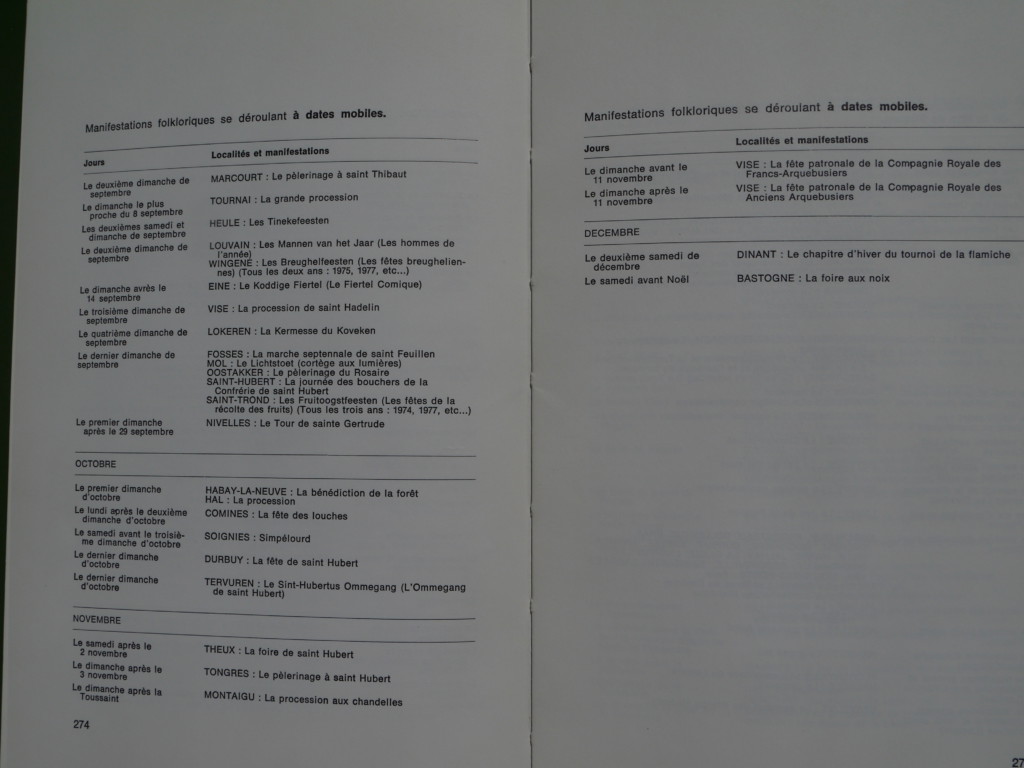 Manifestations folkloriques se déroulant à dates mobiles.
Jours Localités et manifestations
Le deuxième dimanche de septembre MARCOURT : Le pèlerinage à saint Thibaut
Le dimanche le plus proche du 8 septembre TOURNAI : La grande procession
Les deuxièmes samedi et dimanche de septembre HEULE : Les Tinekefeesten
Le deuxième dimanche de septembre LOUVAIN : Les Mannen van het Jaar (Les hommes de l'année)
WINGENE : Les Breughelfeesten (Les fêtes breughelien-
nes) (Tous les deux ans : 1975, 1977, etc...)
Le dimanche avrès le 14 septembre EINE : Le Koddige Fiertel (Le Fiertel Comique)
Le troisième dimanche de septembre VISE : La procession de saint Hadelin
Le quatrième dimanche de septembre LOKEREN : La Kermesse du Koveken
Le dernier dimanche de septembre FOSSES : La marche septennale de saint Feuillen
MOL : Le Lichtstoet (cortège aux lumières)
OOSTAKKER : Le pèlerinage du Rosaire
SAINT-HUBERT : La journée des bouchers de la
Confrérie de saint Hubert
SAINT-TROND : Les Fruitoogstfeesten (Les fêtes de la
récolte des fruits) (Tous les trois ans : 1974, 1977, etc...)
Le premier dimanche après le 29 septembre NIVELLES : Le Tour de sainte Gertrude
OCTOBRE
Le premier dimanche d'octobre HABAY-LA-NEUVE : La bénédiction de la forêt
HAL : La procession
Le lundi après le deuxième dimanche d'octobre COMINES : La fête des louches
Le samedi avant le troisiè-
me dimanche d'octobre SOIGNIES : Simpélourd
Le dernier dimanche d'octobre DURBUY : La fête de saint Hubert
Le dernier dimanche d'octobre TERVUREN : Le Sint-Hubertus Ommegang (L'Ommegang
de saint Hubert)
NOVEMBRE
Le samedi après le 2 novembre THEUX : La foire de saint Hubert
Le dimanche après le 3 novembre TONGRES : Le pèlerinage à saint Hubert
Le dimanche après la Toussaint MONTAIGU : La procession aux chandelles
274
Manifestations folkloriques se déroulant à dates mobiles.
Jours Localités et manifestations
Le dimanche avant le 11 novembre VISE : La fête patronale de la Compagnie Royale des
Francs-Arquebusiers
Le dimanche après le 11 novembre VISE : La fête patronale de la Compagnie Royale des
Anciens Arquebusiers
DECEMBRE
Le deuxième samedi de décembre DINANT : Le chapitre d'hiver du tournoi de la flamiche
Le samedi avant Noël BASTOGNE : La foire aux noix
27